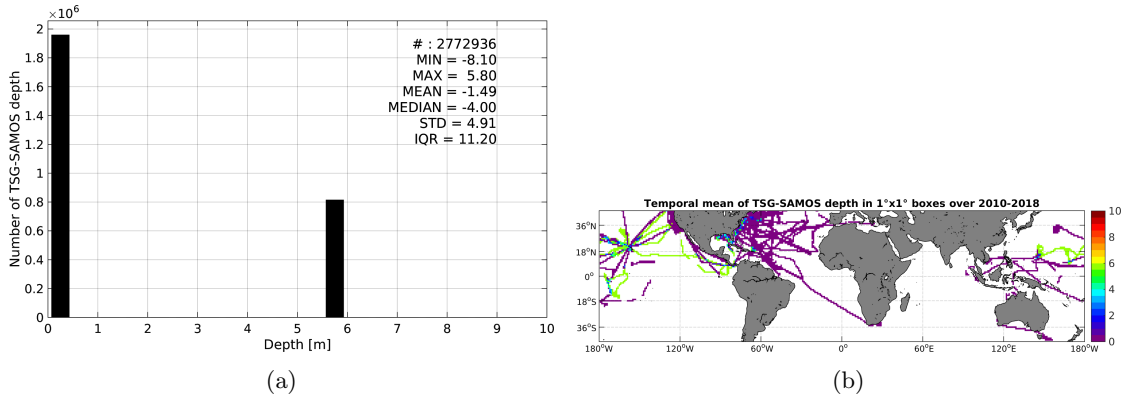 ×10⁶
2
1.8
1.6
1.4
1.2
1
0.8
0.6
0.4
0.2
0
Number of TSG-SAMOS depth
# : 2772936
MIN = -8.10
MAX = 5.80
MEAN = -1.49
MEDIAN = -4.00
STD = 4.91
IQR = 11.20
0 1 2 3 4 5 6 7 8 9 10
Depth [m]
(a)
Temporal mean of TSG-SAMOS depth in 1°x1° boxes over 2010-2018
36°N
18°N
0°
18°S
36°S
180°W 120°W 60°W 0° 60°E 120°E 180°W
10
8
6
4
2
0
(b)